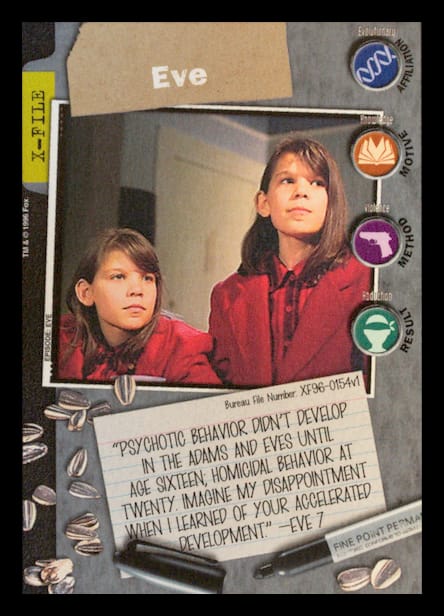 Eve
X-FILE
TM & © 1996 Fox.
EPISODE: EVE
Evolutionary
AFFILIATION
Knowledge
MOTIVE
Violence
METHOD
Abduction
RESULT
Bureau File Number: XF96-0154v1
"PSYCHOTIC BEHAVIOR DIDN'T DEVELOP
IN THE ADAMS AND EVES UNTIL
AGE SIXTEEN; HOMICIDAL BEHAVIOR AT
TWENTY. IMAGINE MY DISAPPOINTMENT
WHEN I LEARNED OF YOUR ACCELERATED
DEVELOPMENT." —EVE 7
FINE POINT PERMA